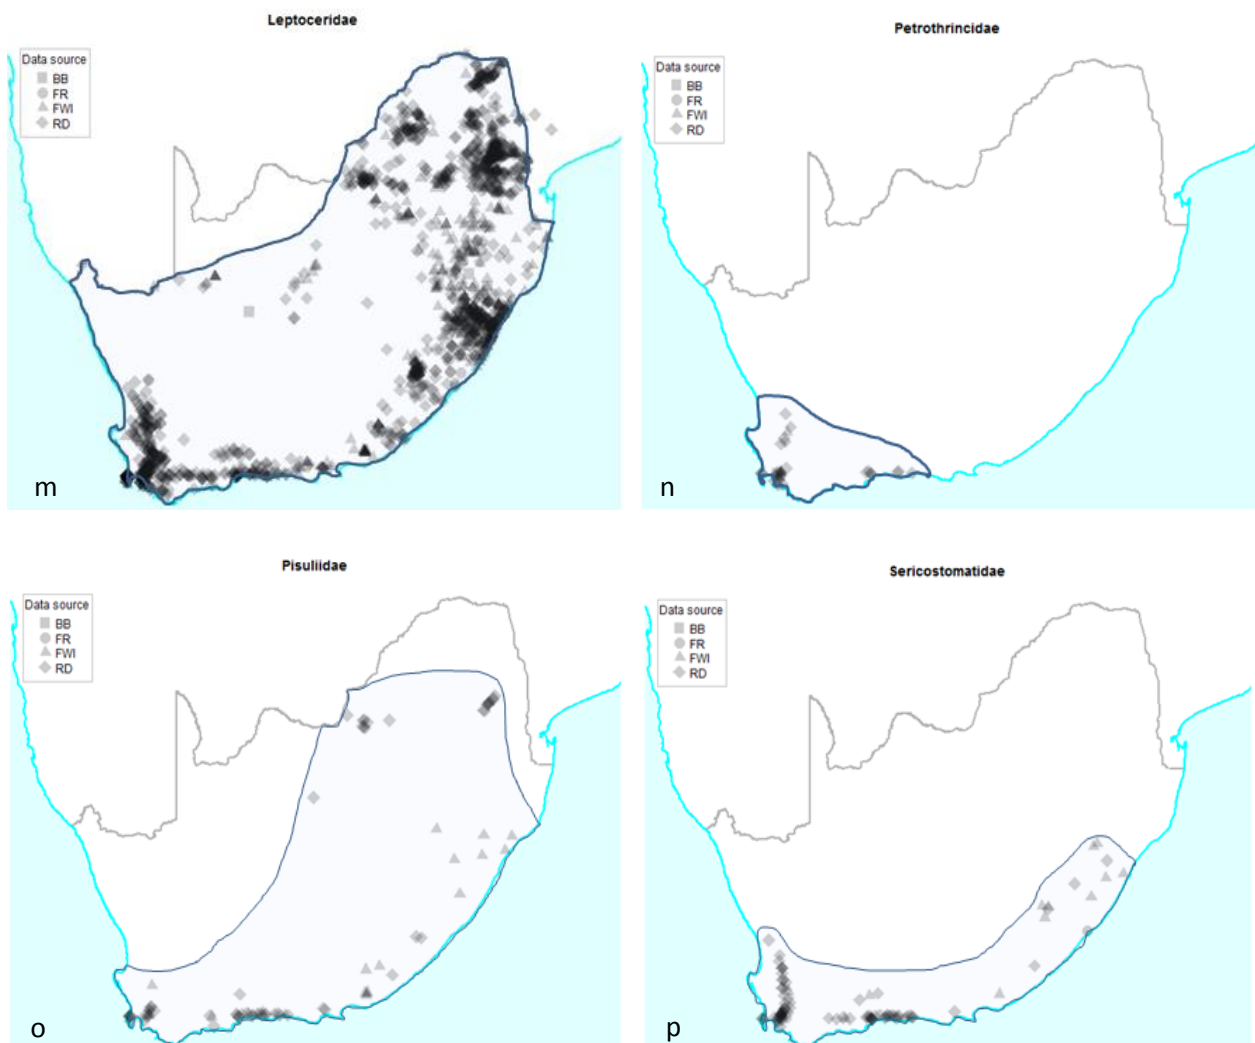 Leptoceridae
Data source
BB
FR
FWI
RD
m
Petrothrincidae
Data source
BB
FR
FWI
RD
n
Pisuliidae
Data source
BB
FR
FWI
RD
o
Sericostomatidae
Data source
BB
FR
FWI
RD
p